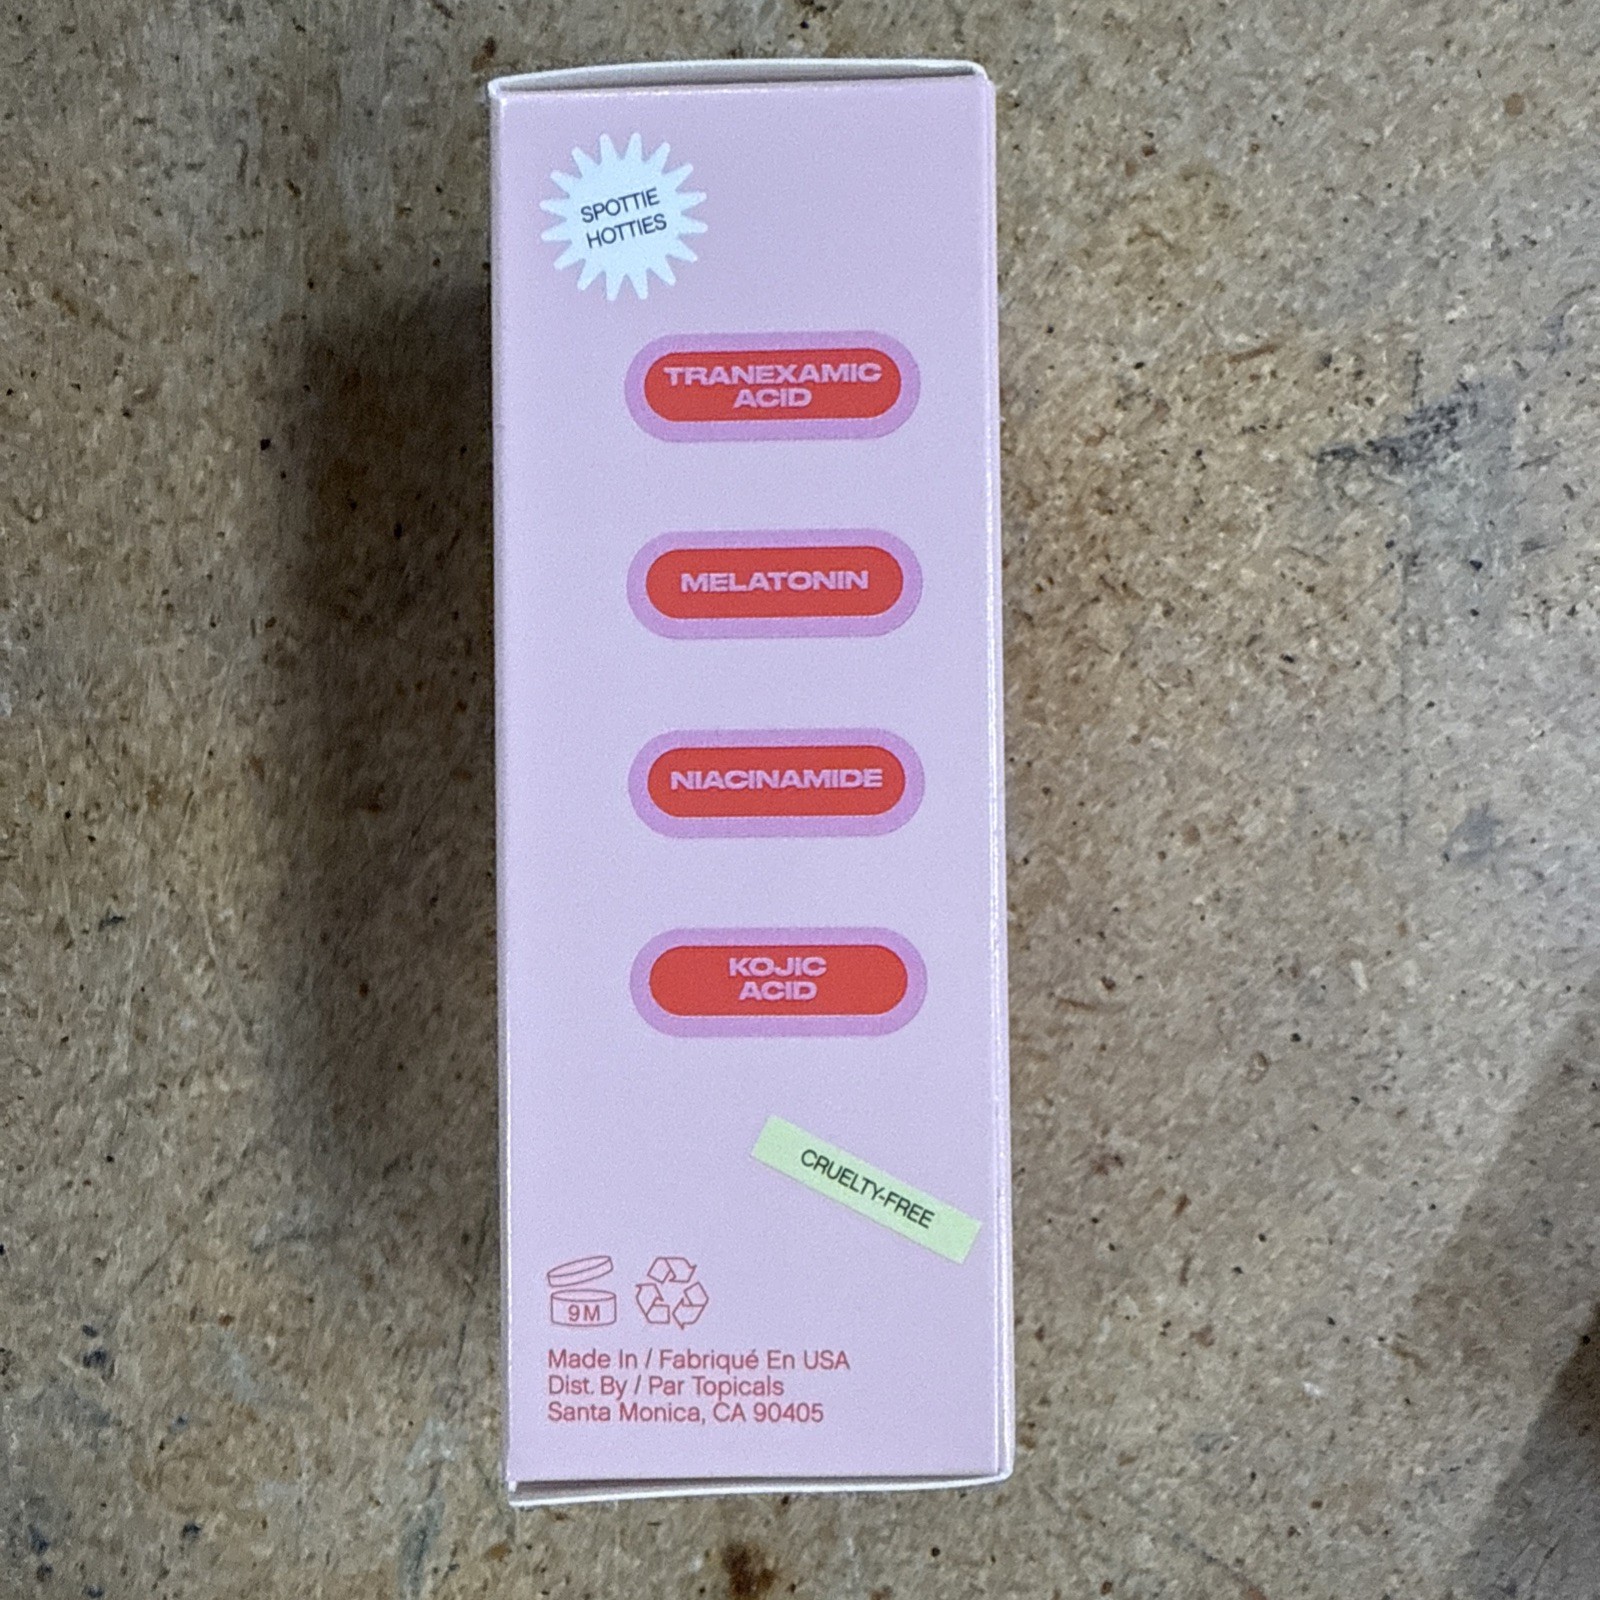 SPOTTIE
HOTTIES
TRANEXAMIC
ACID
MELATONIN
NIACINAMIDE
KOJIC
ACID
CRUELTY-FREE
9M
Made In / Fabriqué En USA
Dist. By / Par Topicals
Santa Monica, CA 90405